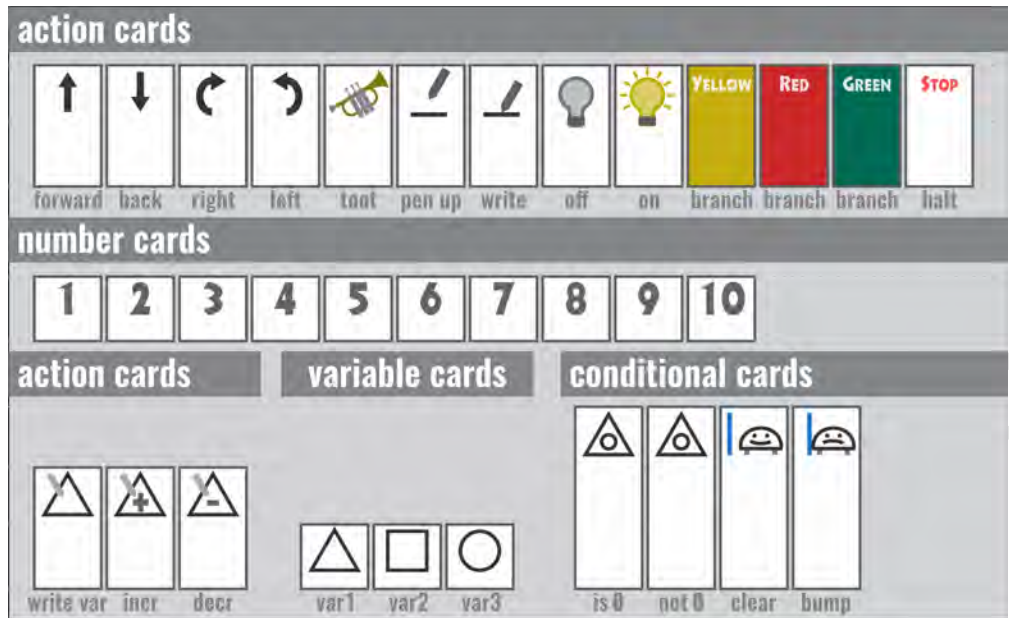 action cards
YELLOW RED GREEN STOP
forward back right left toot pen up write off on branch branch branch halt
number cards
1 2 3 4 5 6 7 8 9 10
action cards variable cards conditional cards
write var incr decr var1 var2 var3 is 0 not 0 clear bump